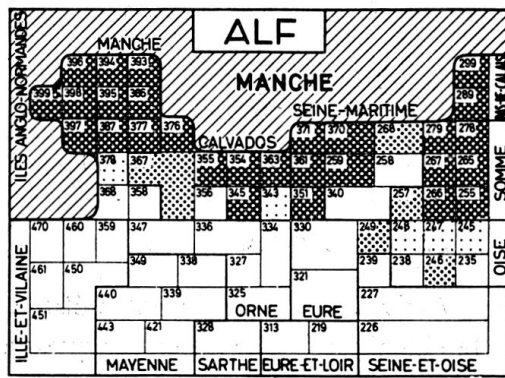 ALF
MANCHE
MANCHE
ILES ANGLO-NORMANDES
396 394 393
299
399 398 395 386
289
PAS-DE-CALAIS
SEINE-MARITIME
397 387 377 376
371 370 268 279 278
CALVADOS
378 367
355 354 363 361 259 258 267 265
SOMME
368 358 356 345 343 351 340 257 266 255
470 460 359 347 336 334 330 249 248 247 245
OISE
461 450 349 338 327 321 239 238 246 235
440 339 325 227
ORNE EURE
451
443 421 328 313 219 226
ILLE-ET-VILAINE
MAYENNE SARTHE EURE-ET-LOIR SEINE-ET-OISE